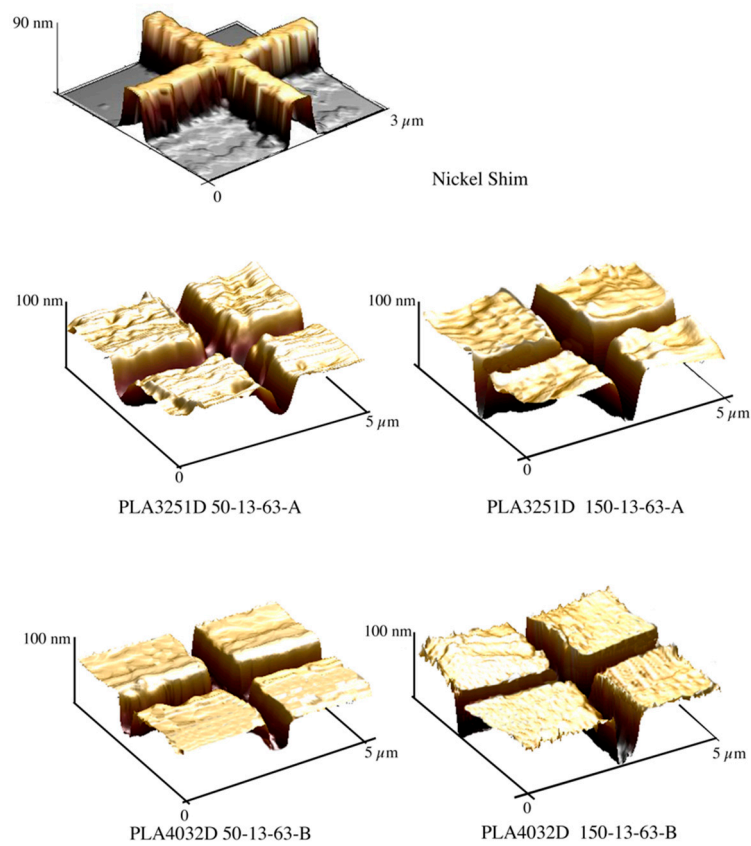 90 nm
3 µm
0
Nickel Shim
100 nm
5 µm
0
PLA3251D 50-13-63-A
100 nm
5 µm
0
PLA3251D 150-13-63-A
100 nm
5 µm
0
PLA4032D 50-13-63-B
100 nm
5 µm
0
PLA4032D 150-13-63-B